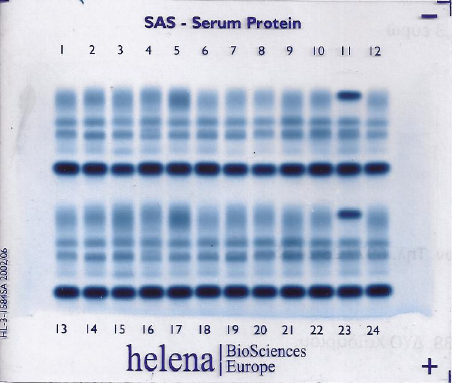 SAS - Serum Protein
1 2 3 4 5 6 7 8 9 10 11 12
13 14 15 16 17 18 19 20 21 22 23 24
helena BioSciences
Europe